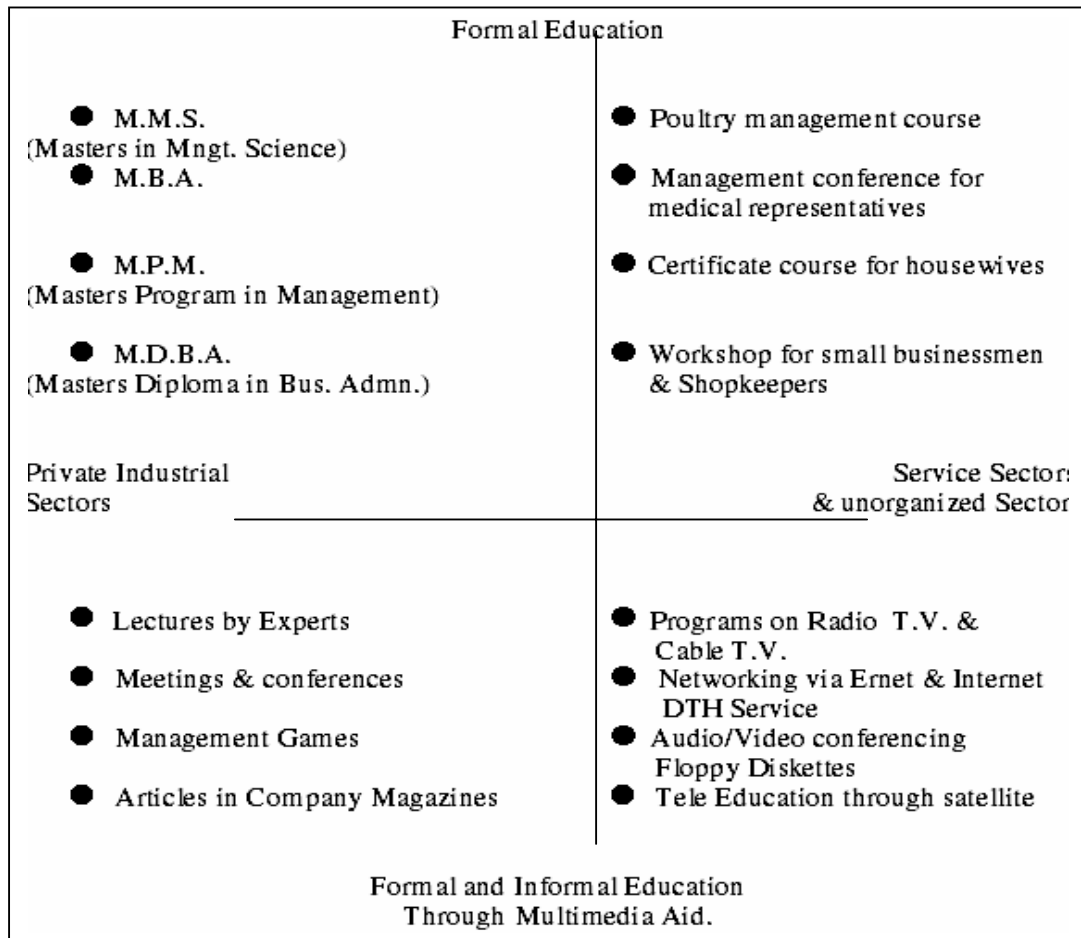 Formal Education
M.M.S.
(Masters in Mngt. Science)
M.B.A.
M.P.M.
(Masters Program in Management)
M.D.B.A.
(Masters Diploma in Bus. Admn.)
Poultry management course
Management conference for
medical representatives
Certificate course for housewives
Workshop for small businessmen
& Shopkeepers
Private Industrial
Sectors
Service Sectors
& unorganized Sector
Lectures by Experts
Meetings & conferences
Management Games
Articles in Company Magazines
Programs on Radio T.V. &
Cable T.V.
Networking via Ernet & Internet
DTH Service
Audio/Video conferencing
Floppy Diskettes
Tele Education through satellite
Formal and Informal Education
Through Multimedia Aid.